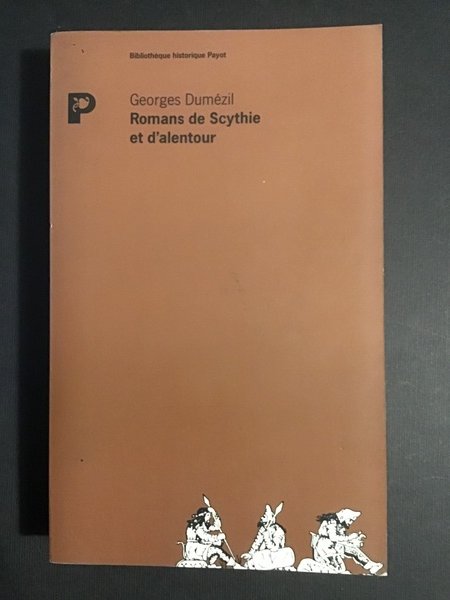 Bibliothèque historique Payot
P
Georges Dumézil
Romans de Scythie
et d'alentour